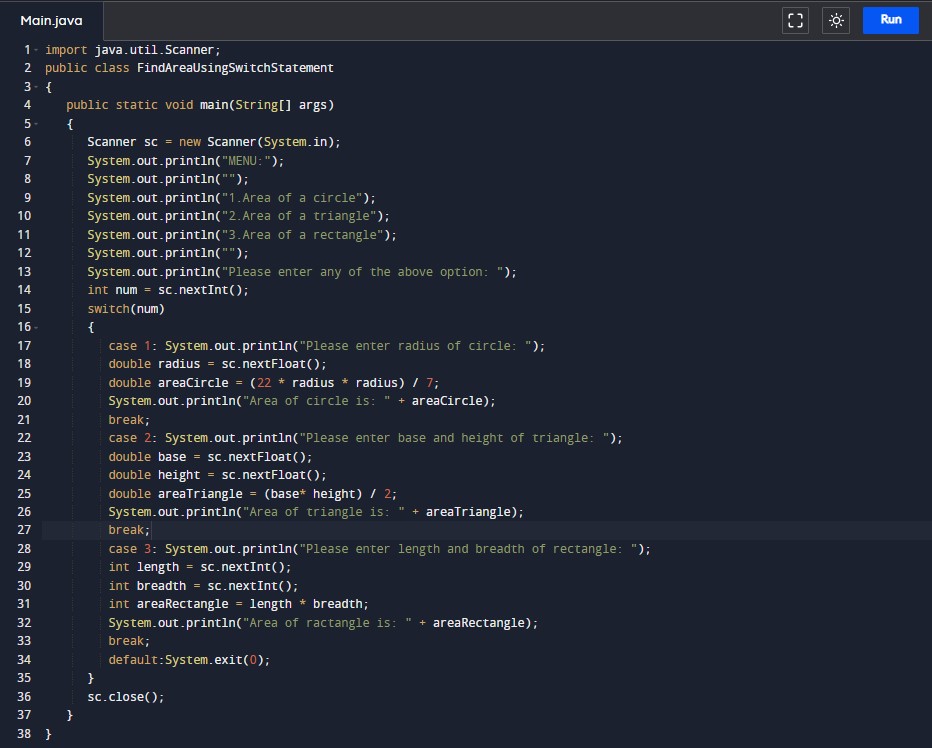 Main.java
Run
1 import java.util.Scanner;
2 public class FindAreaUsingSwitchStatement
3 {
4 public static void main(String[] args)
5 {
6 Scanner sc = new Scanner(System.in);
7 System.out.println("MENU:");
8 System.out.println("");
9 System.out.println("1.Area of a circle");
10 System.out.println("2.Area of a triangle");
11 System.out.println("3.Area of a rectangle");
12 System.out.println("");
13 System.out.println("Please enter any of the above option: ");
14 int num = sc.nextInt();
15 switch(num)
16 {
17 case 1: System.out.println("Please enter radius of circle: ");
18 double radius = sc.nextFloat();
19 double areaCircle = (22 * radius * radius) / 7;
20 System.out.println("Area of circle is: " + areaCircle);
21 break;
22 case 2: System.out.println("Please enter base and height of triangle: ");
23 double base = sc.nextFloat();
24 double height = sc.nextFloat();
25 double areaTriangle = (base* height) / 2;
26 System.out.println("Area of triangle is: " + areaTriangle);
27 break;
28 case 3: System.out.println("Please enter length and breadth of rectangle: ");
29 int length = sc.nextInt();
30 int breadth = sc.nextInt();
31 int areaRectangle = length * breadth;
32 System.out.println("Area of ractangle is: " + areaRectangle);
33 break;
34 default:System.exit(0);
35 }
36 sc.close();
37 }
38 }